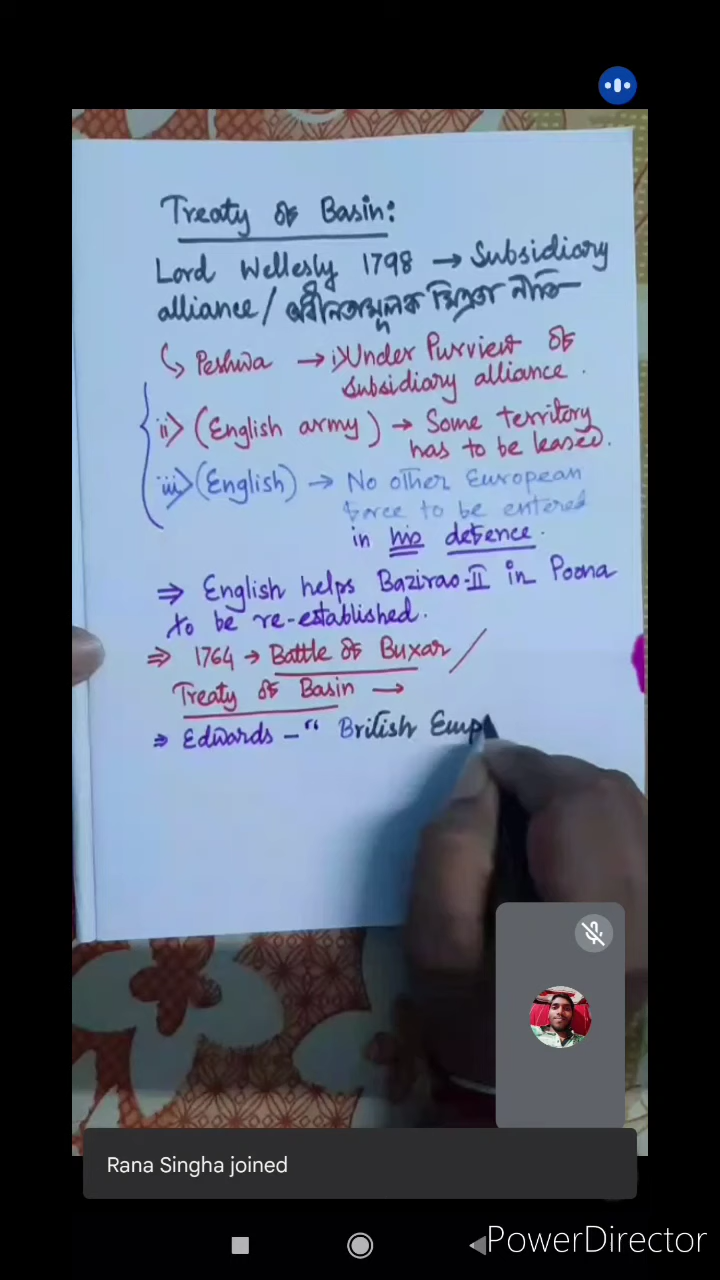 Treaty of Basin:
Lord Wellesly 1798 → Subsidiary
alliance / অধীনতামূলক মিত্রতা নীতি
↳ Peshwa → i> Under Purview of
subsidiary alliance.
ii> (English army) → Some territory
has to be leased.
iii> (English) → No other European
force to be entered
in his defence.
⇒ English helps Bazirao-II in Poona
to be re-established.
⇒ 1764 → Battle of Buxar /
Treaty of Basin →
⇒ Edwards - “ British Emp
Rana Singha joined
PowerDirector